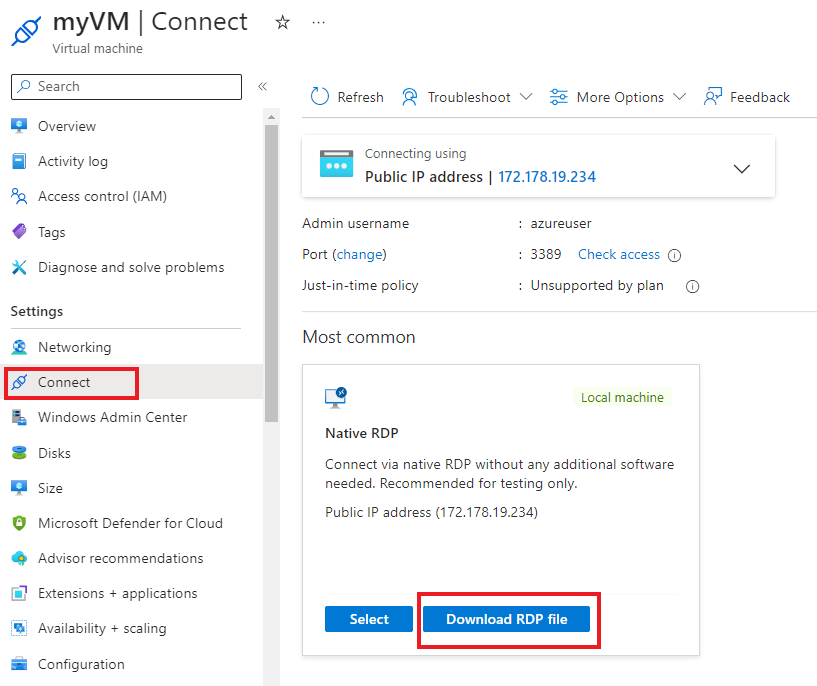 myVM | Connect
Virtual machine
Search
Overview
Activity log
Access control (IAM)
Tags
Diagnose and solve problems
Settings
Networking
Connect
Windows Admin Center
Disks
Size
Microsoft Defender for Cloud
Advisor recommendations
Extensions + applications
Availability + scaling
Configuration
Refresh Troubleshoot More Options Feedback
Connecting using
Public IP address | 172.178.19.234
Admin username : azureuser
Port (change) : 3389 Check access
Just-in-time policy : Unsupported by plan
Most common
Local machine
Native RDP
Connect via native RDP without any additional software
needed. Recommended for testing only.
Public IP address (172.178.19.234)
Select Download RDP file